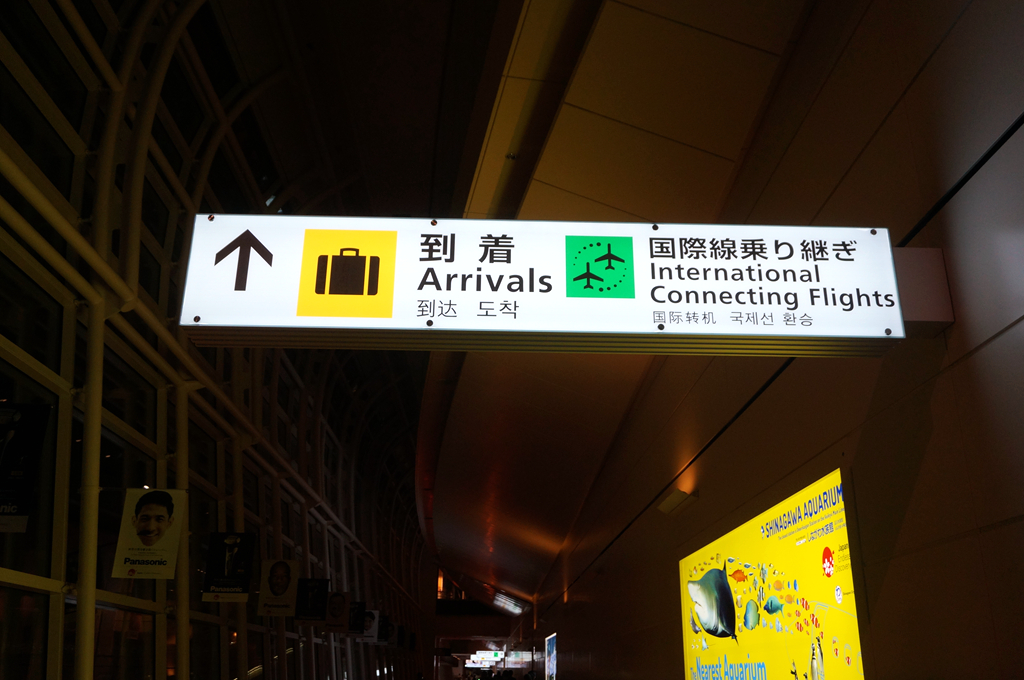 到着
Arrivals
到达 도착
国際線乗り継ぎ
International
Connecting Flights
国际转机 국제선 환승
Panasonic
SHINAGAWA AQUARIUM
The Nearest Aquarium